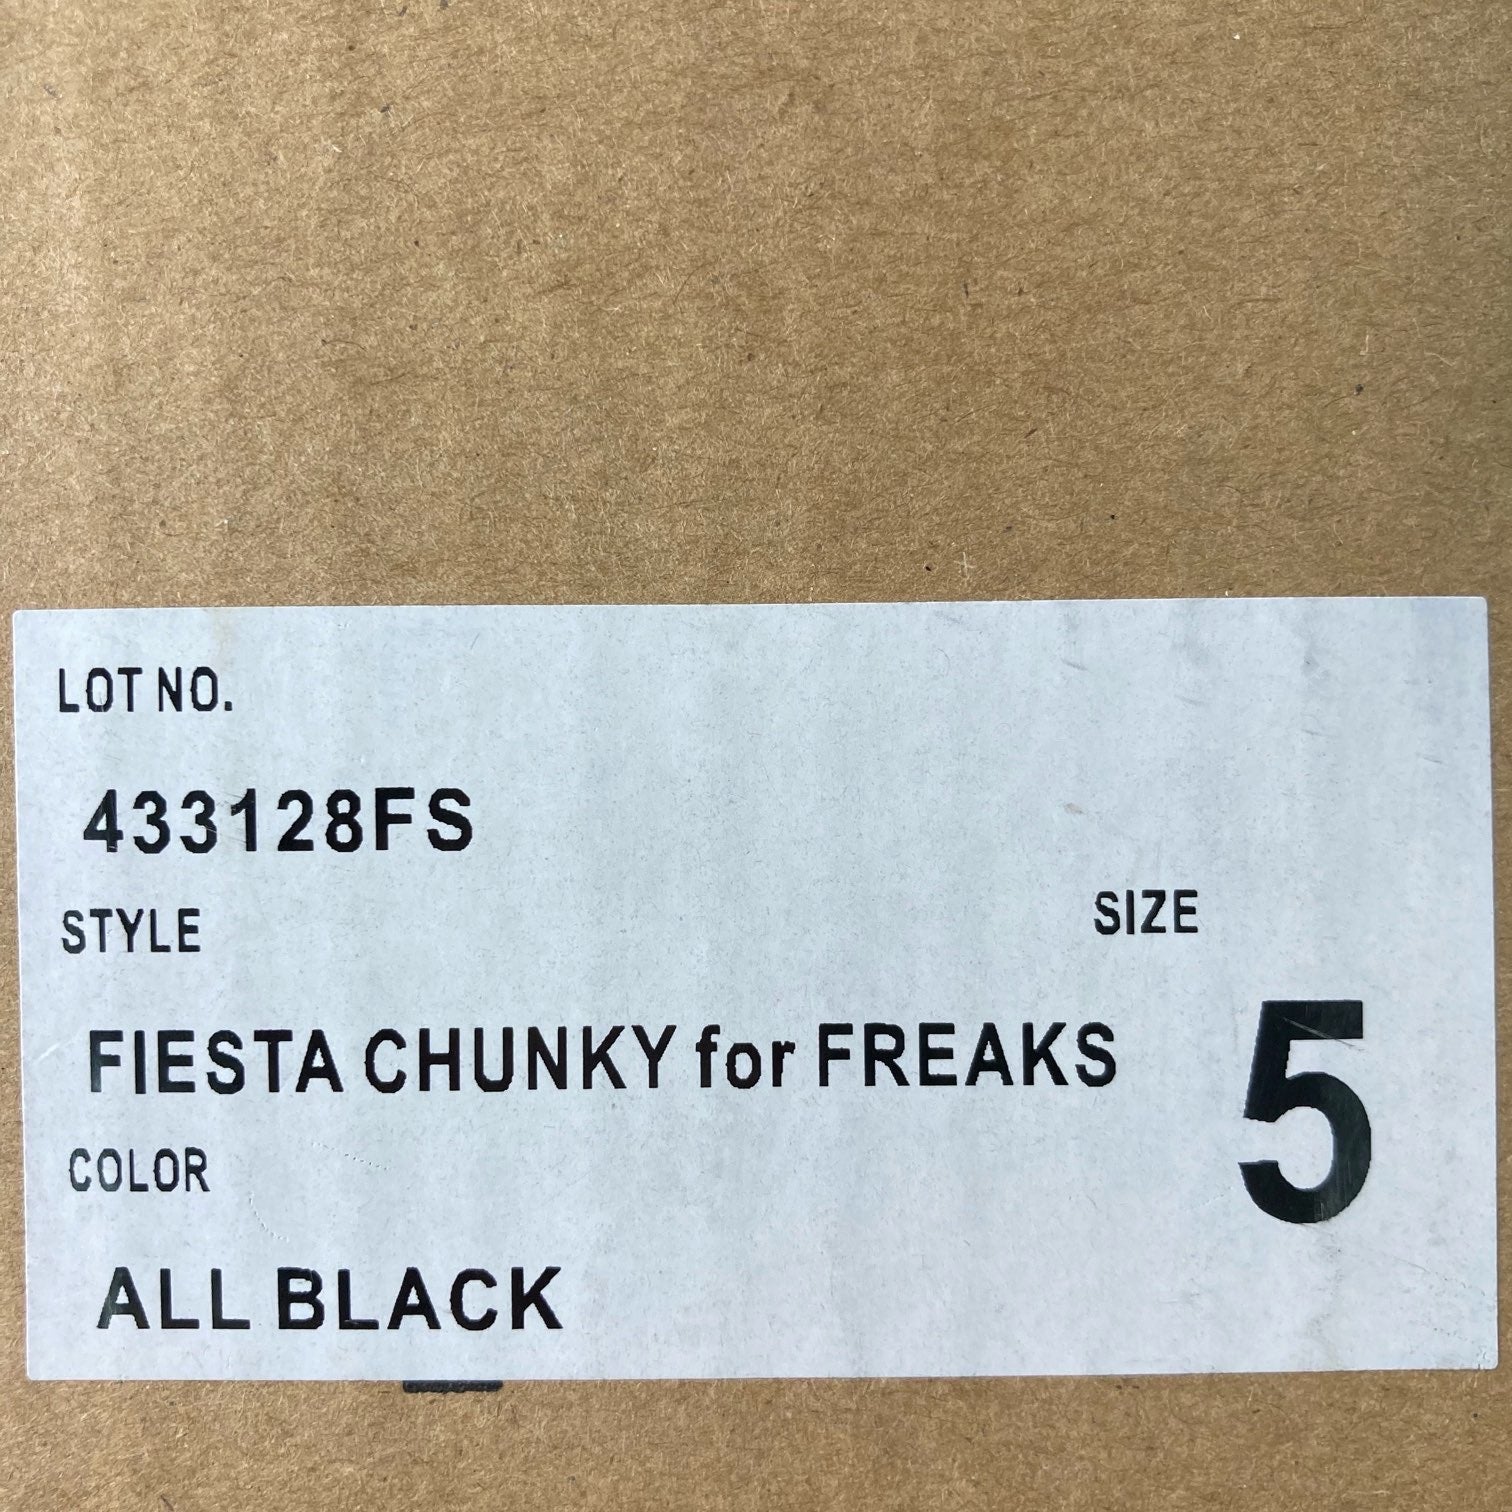 LOT NO.
433128FS
STYLE
SIZE
FIESTA CHUNKY for FREAKS
5
COLOR
ALL BLACK